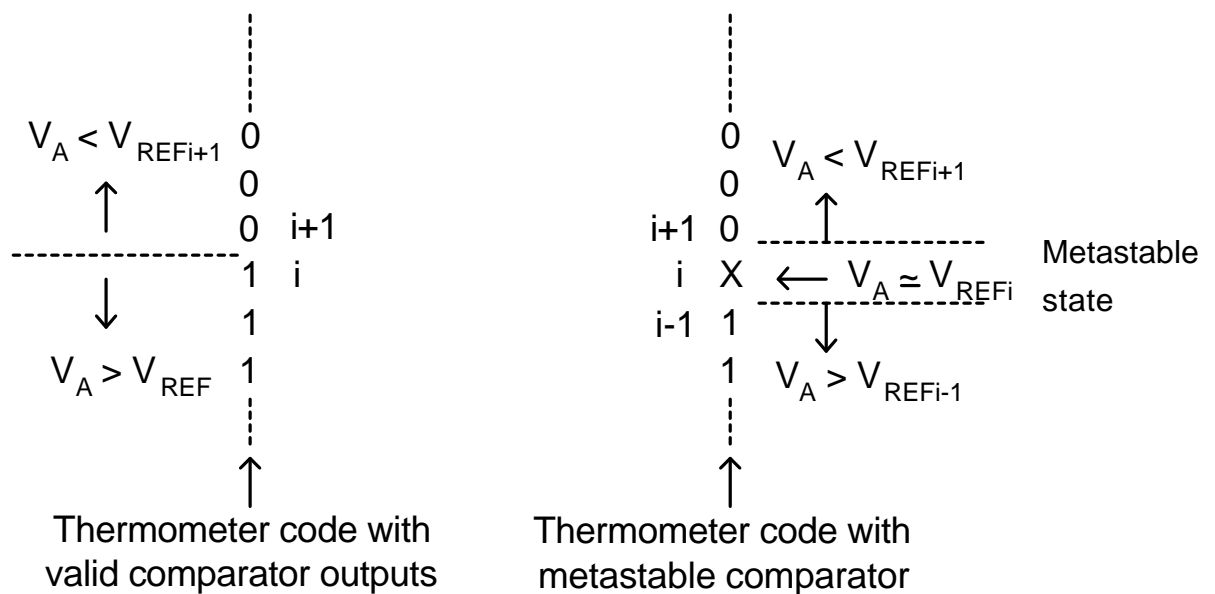 V_A < V_REFi+1 0
0
0 i+1
1 i
1
V_A > V_REF 1
Thermometer code with
valid comparator outputs
0
0 V_A < V_REFi+1
i+1 0
i X V_A ≃ V_REFi
i-1 1
1 V_A > V_REFi-1
Metastable
state
Thermometer code with
metastable comparator